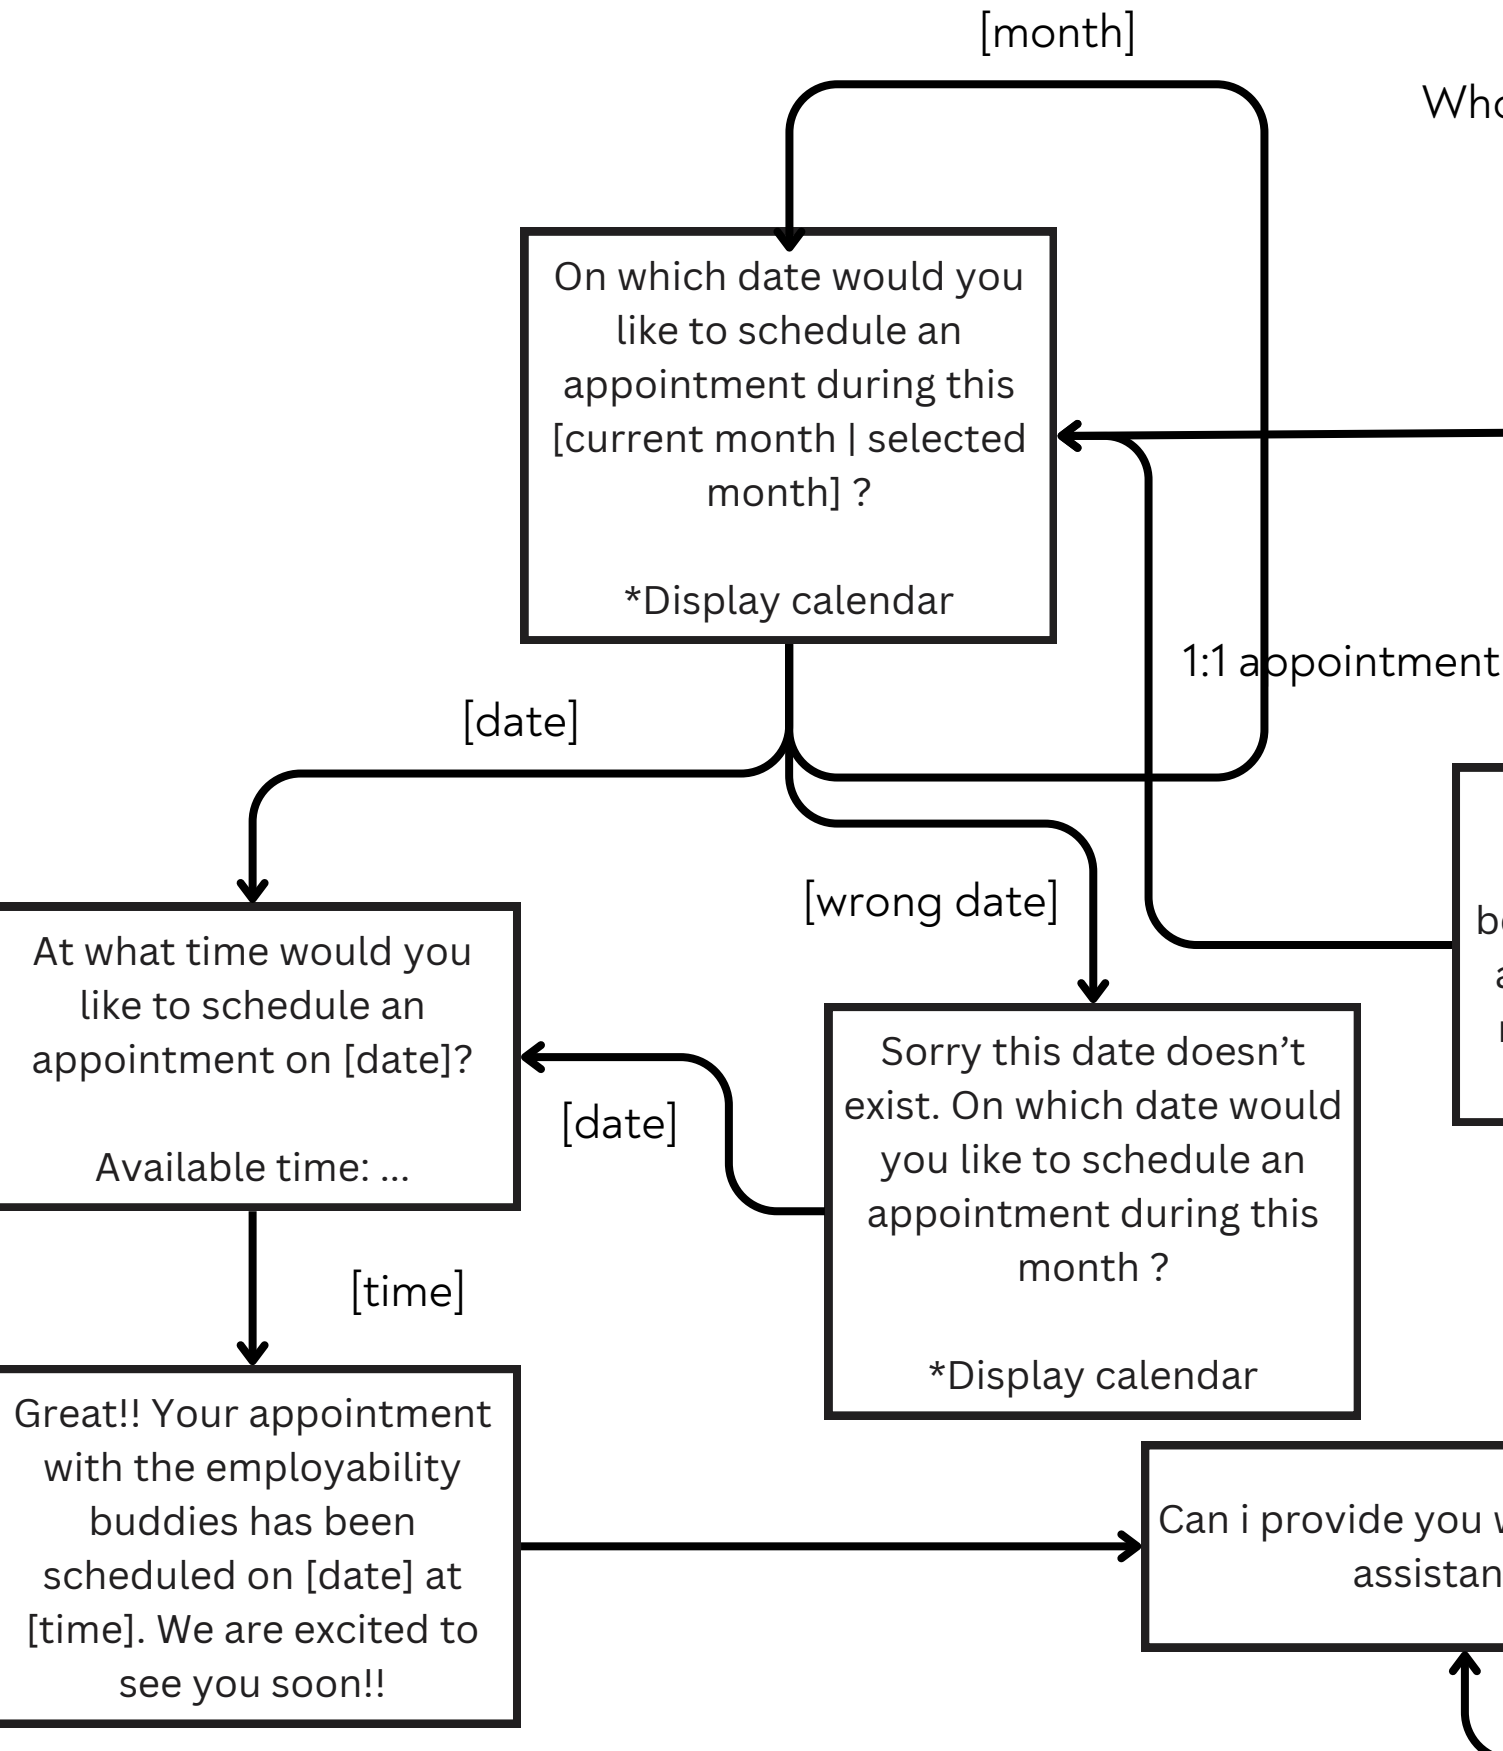 [month]
On which date would you
like to schedule an
appointment during this
[current month | selected
month] ?
*Display calendar
1:1 appointment
[date]
[wrong date]
At what time would you
like to schedule an
appointment on [date]?
Available time: ...
Sorry this date doesn’t
exist. On which date would
you like to schedule an
appointment during this
month ?
*Display calendar
[date]
[time]
Great!! Your appointment
with the employability
buddies has been
scheduled on [date] at
[time]. We are excited to
see you soon!!
Can i provide you